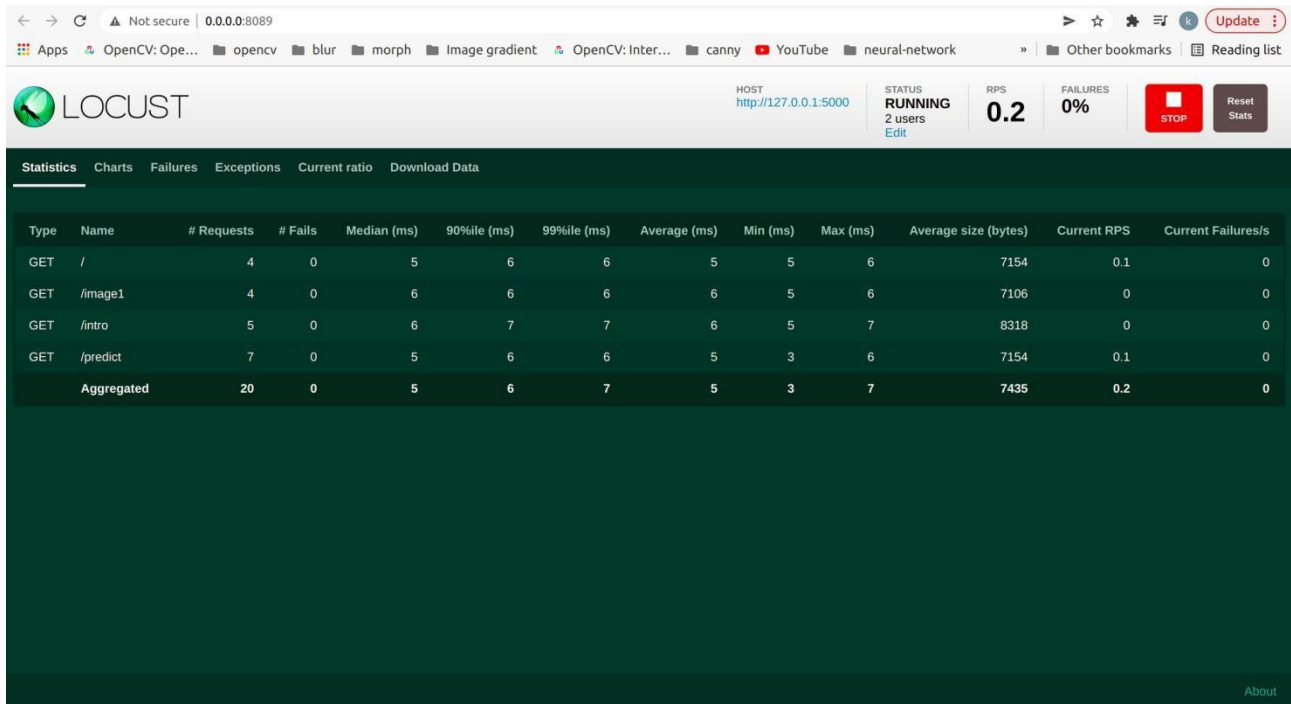 Not secure | 0.0.0.0:8089
Update
Apps OpenCV: Ope... opencv blur morph Image gradient OpenCV: Inter... canny YouTube neural-network » Other bookmarks Reading list
k
LOCUST
HOST
http://127.0.0.1:5000
STATUS
RUNNING
2 users
Edit
RPS
0.2
FAILURES
0%
STOP
Reset
Stats
Statistics Charts Failures Exceptions Current ratio Download Data
Type Name # Requests # Fails Median (ms) 90%ile (ms) 99%ile (ms) Average (ms) Min (ms) Max (ms) Average size (bytes) Current RPS Current Failures/s
GET / 4 0 5 6 6 5 5 6 7154 0.1 0
GET /image1 4 0 6 6 6 6 5 6 7106 0 0
GET /intro 5 0 6 7 7 6 5 7 8318 0 0
GET /predict 7 0 5 6 6 5 3 6 7154 0.1 0
Aggregated 20 0 5 6 7 5 3 7 7435 0.2 0
About